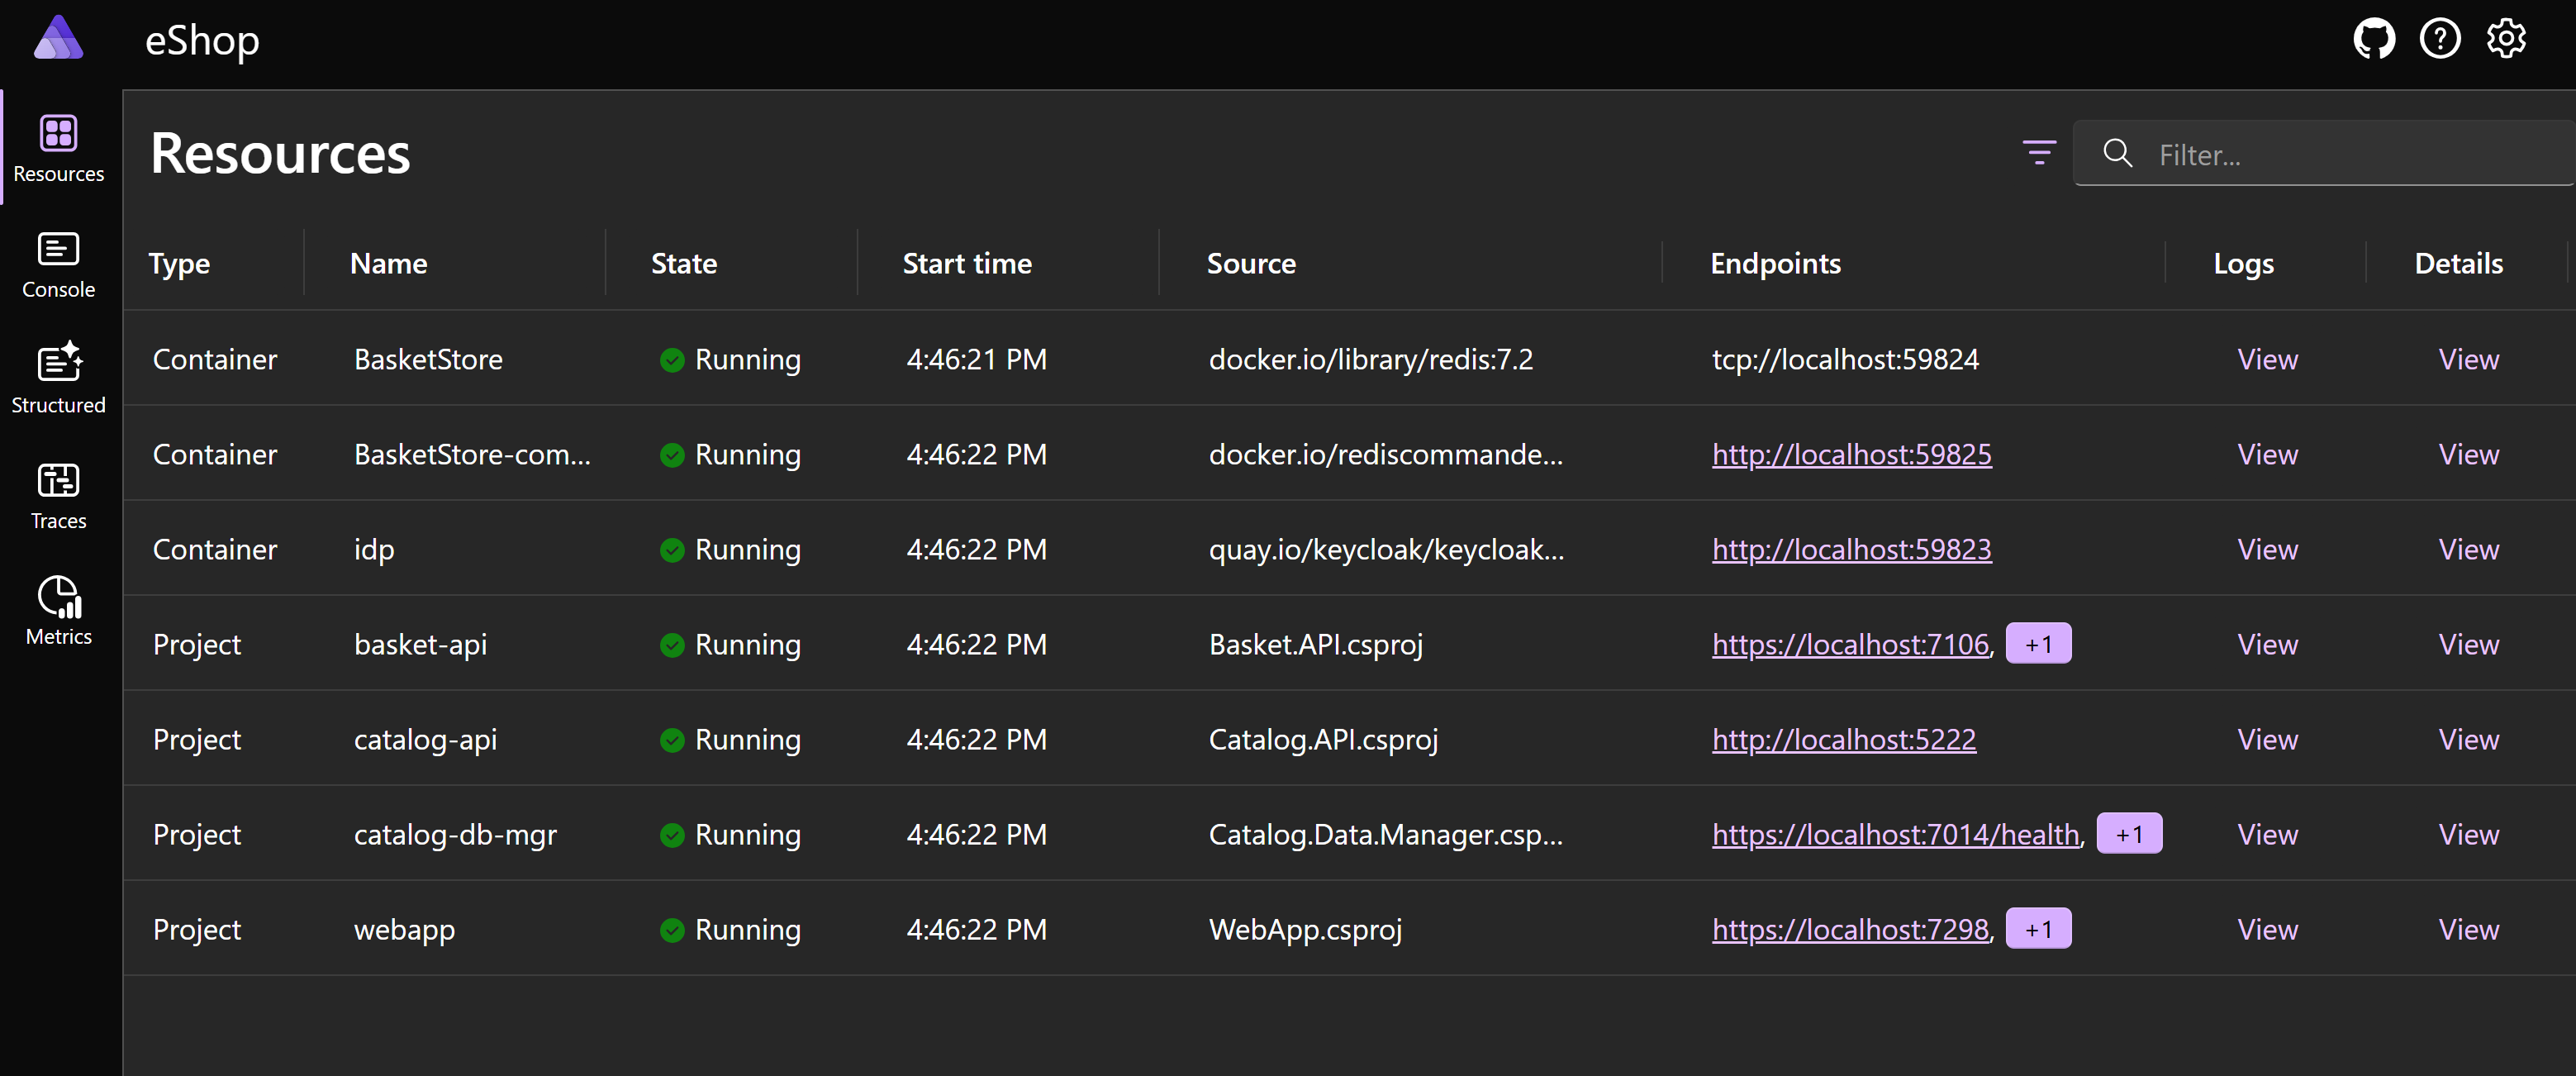 eShop
Resources
Console
Structured
Traces
Metrics
Resources
Filter...
Type Name State Start time Source Endpoints Logs Details
Container BasketStore Running 4:46:21 PM docker.io/library/redis:7.2 tcp://localhost:59824 View View
Container BasketStore-com... Running 4:46:22 PM docker.io/rediscommande... http://localhost:59825 View View
Container idp Running 4:46:22 PM quay.io/keycloak/keycloak... http://localhost:59823 View View
Project basket-api Running 4:46:22 PM Basket.API.csproj https://localhost:7106, +1 View View
Project catalog-api Running 4:46:22 PM Catalog.API.csproj http://localhost:5222 View View
Project catalog-db-mgr Running 4:46:22 PM Catalog.Data.Manager.csp... https://localhost:7014/health, +1 View View
Project webapp Running 4:46:22 PM WebApp.csproj https://localhost:7298, +1 View View